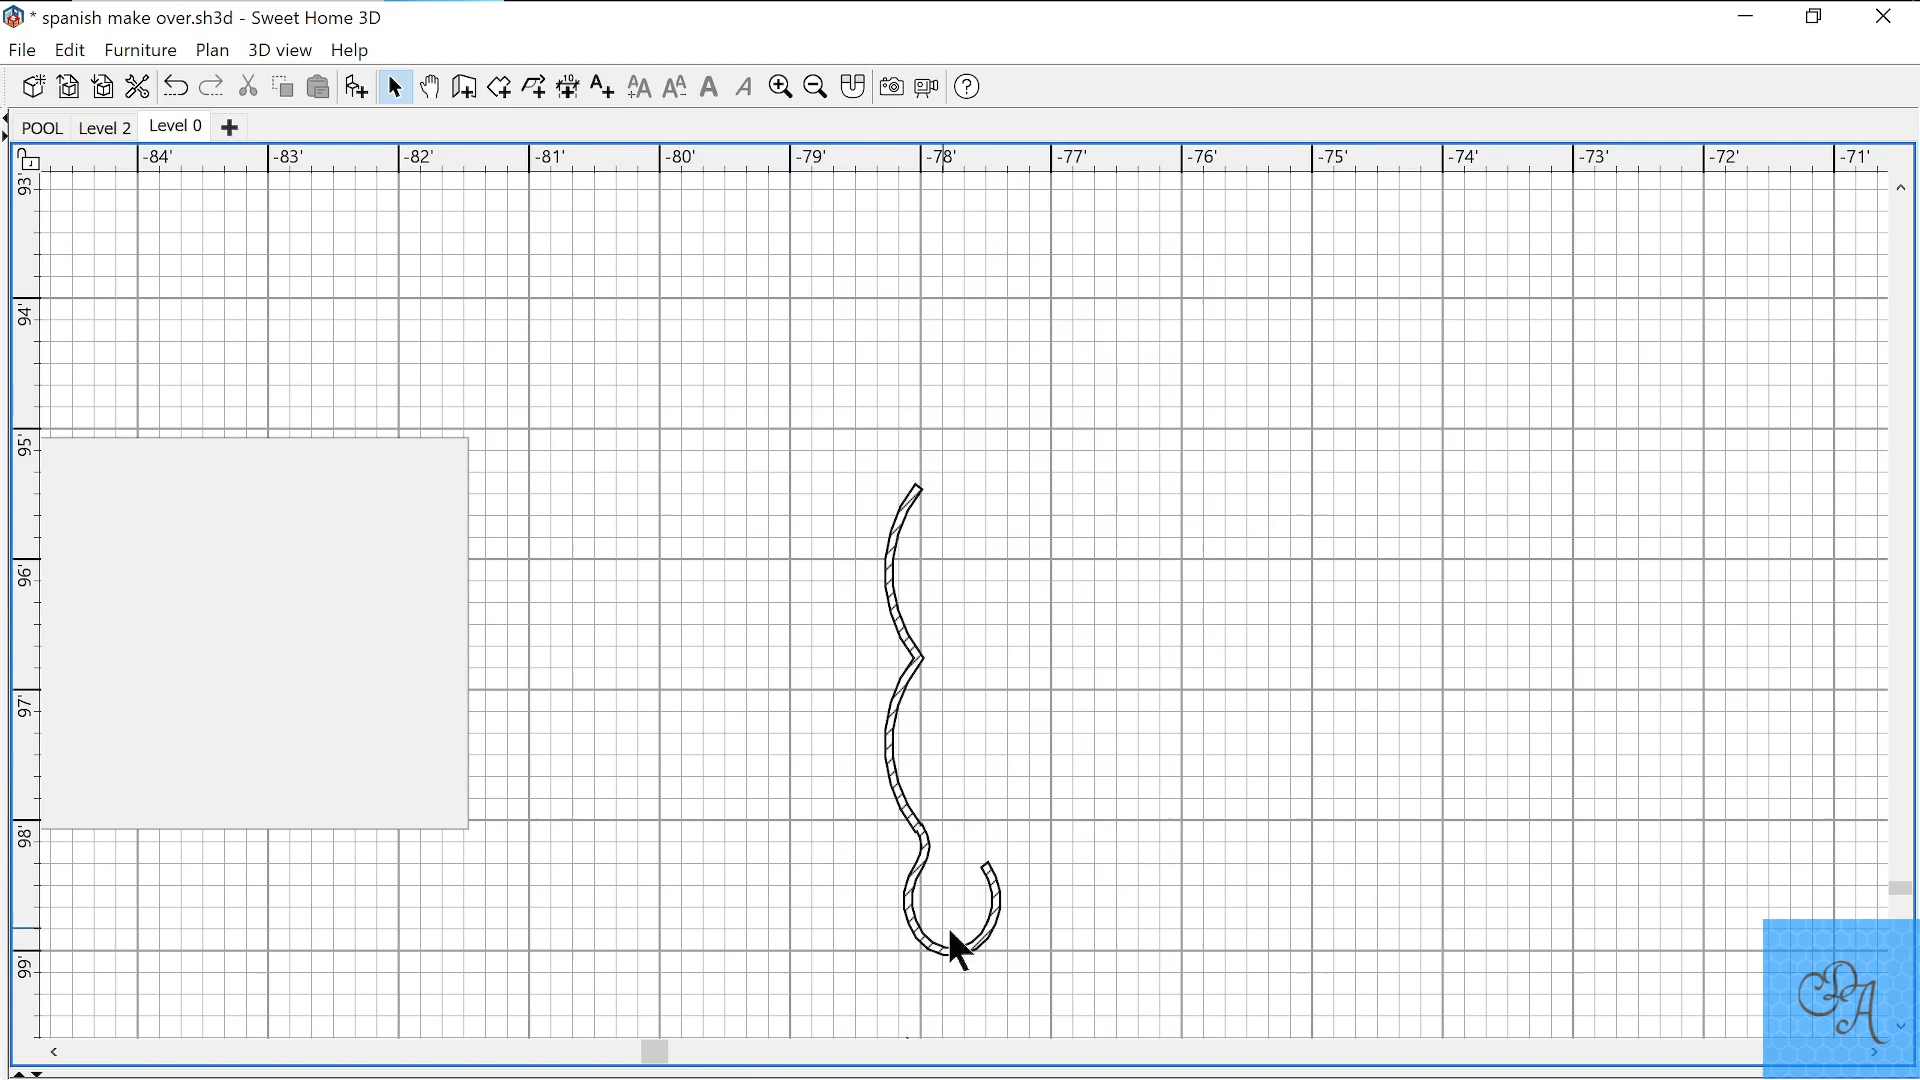 * spanish make over.sh3d - Sweet Home 3D
File Edit Furniture Plan 3D view Help
POOL Level 2 Level 0
-84' -83' -82' -81' -80' -79' -78' -77' -76' -75' -74' -73' -72' -71'
93'
94'
95'
96'
97'
98'
99'